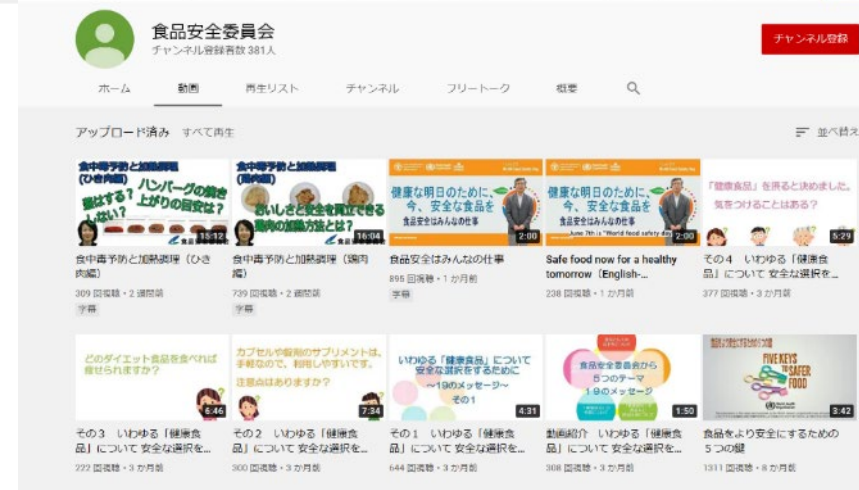 食品安全委員会
チャンネル登録者数 381人
チャンネル登録
ホーム
動画
再生リスト
チャンネル
フリートーク
概要
アップロード済み すべて再生
並べ替え
食中毒予防と加熱調理
(ひき肉編)
ハンバーグの焼き
上がりの目安は?
15:12
食中毒予防と加熱調理
(鶏肉編)
おいしさと安全を両立できる
鶏肉の加熱方法とは?
16:04
健康な明日のために、
今、安全な食品を
食品安全はみんなの仕事
2:00
健康な明日のために、
今、安全な食品を
食品安全はみんなの仕事
June 7th is "World food safety day
2:00
「健康食品」を摂ると決めました。
気をつけることはある?
5:29
食中毒予防と加熱調理(ひき
肉編)
309 回視聴・2 週間前
字幕
食中毒予防と加熱調理(鶏肉
編)
739 回視聴・2 週間前
字幕
食品安全はみんなの仕事
895 回視聴・1 か月前
字幕
Safe food now for a healthy
tomorrow(English-...
238 回視聴・1 か月前
その4 いわゆる「健康食
品」について 安全な選択を...
377 回視聴・3 か月前
どのダイエット食品を食べれば
痩せられますか?
6:46
カプセルや錠剤のサプリメントは、
手軽なので、利用しやすいです。
注意点はありますか?
7:34
いわゆる「健康食品」について
安全な選択をするために
~19のメッセージ~
その1
4:31
食品安全委員会から
5つのテーマ
19のメッセージ
1:50
FIVE KEYS
TO SAFER
FOOD
3:42
その3 いわゆる「健康食
品」について 安全な選択を...
222 回視聴・3 か月前
その2 いわゆる「健康食
品」について 安全な選択を...
300 回視聴・3 か月前
その1 いわゆる「健康食
品」について 安全な選択を...
644 回視聴・3 か月前
動画紹介 いわゆる「健康食
品」について 安全な選択を...
308 回視聴・3 か月前
食品をより安全にするための
5つの鍵
1311 回視聴・8 か月前